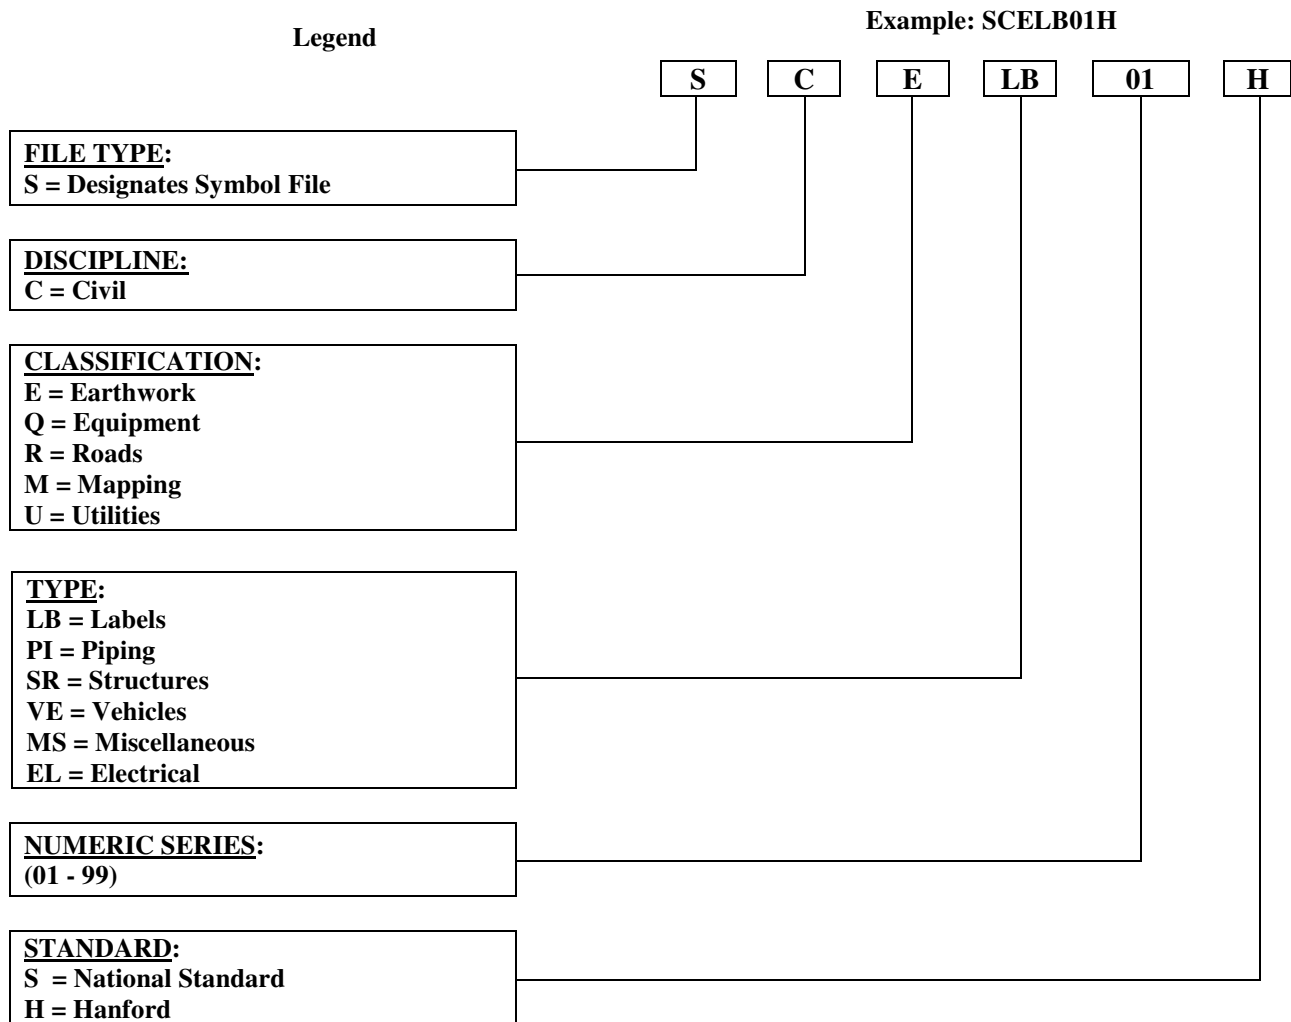 Legend
Example: SCELB01H
S C E LB 01 H
FILE TYPE:
S = Designates Symbol File
DISCIPLINE:
C = Civil
CLASSIFICATION:
E = Earthwork
Q = Equipment
R = Roads
M = Mapping
U = Utilities
TYPE:
LB = Labels
PI = Piping
SR = Structures
VE = Vehicles
MS = Miscellaneous
EL = Electrical
NUMERIC SERIES:
(01 - 99)
STANDARD:
S = National Standard
H = Hanford